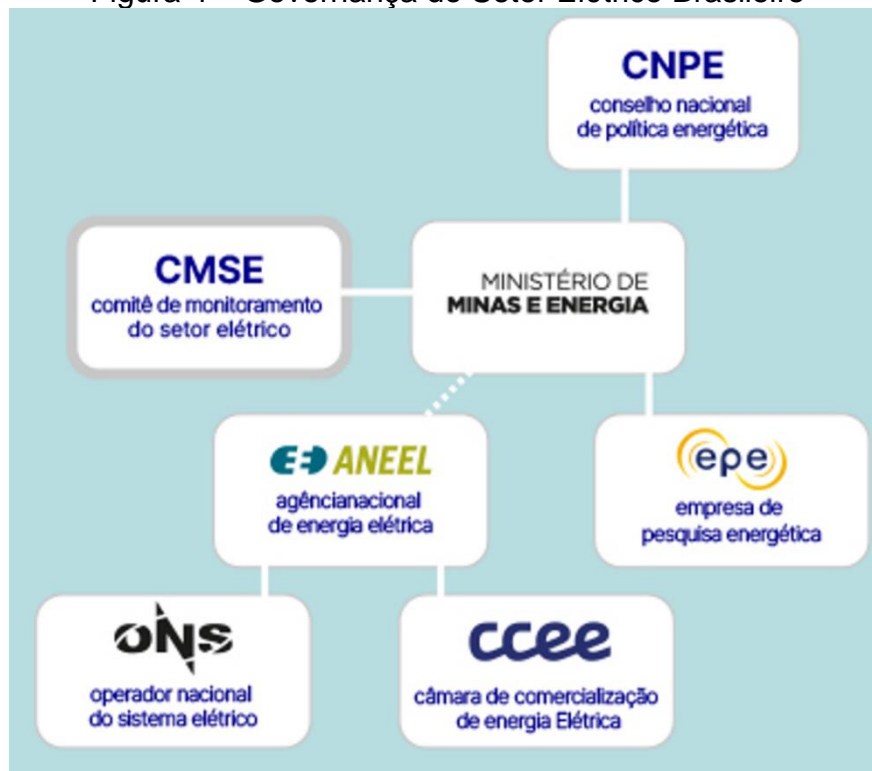 CNPE
conselho nacional
de política energética
CMSE
comitê de monitoramento
do setor elétrico
MINISTÉRIO DE
MINAS E ENERGIA
ANEEL
agêncianacional
de energia elétrica
epe
empresa de
pesquisa energética
ONS
operador nacional
do sistema elétrico
ccee
câmara de comercialização
de energia Elétrica